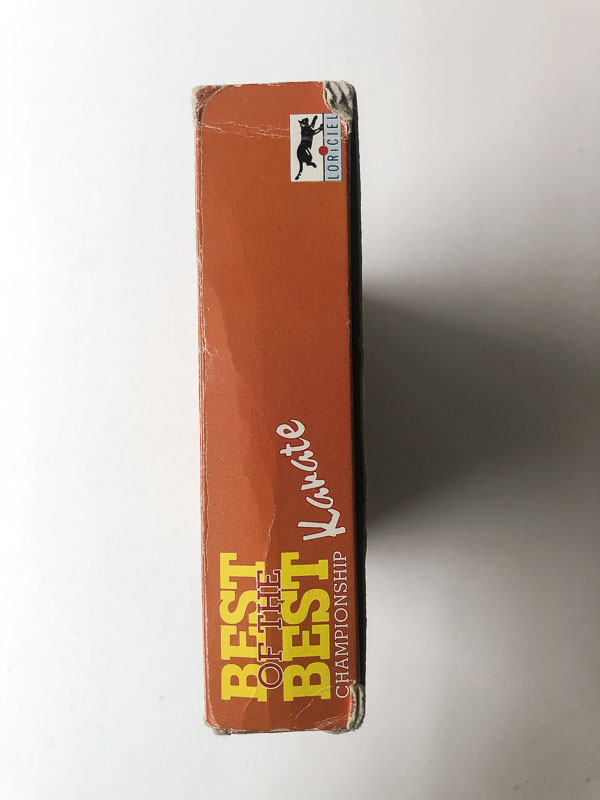 BEST
OF THE
BEST
CHAMPIONSHIP
Karate
LORICIEL